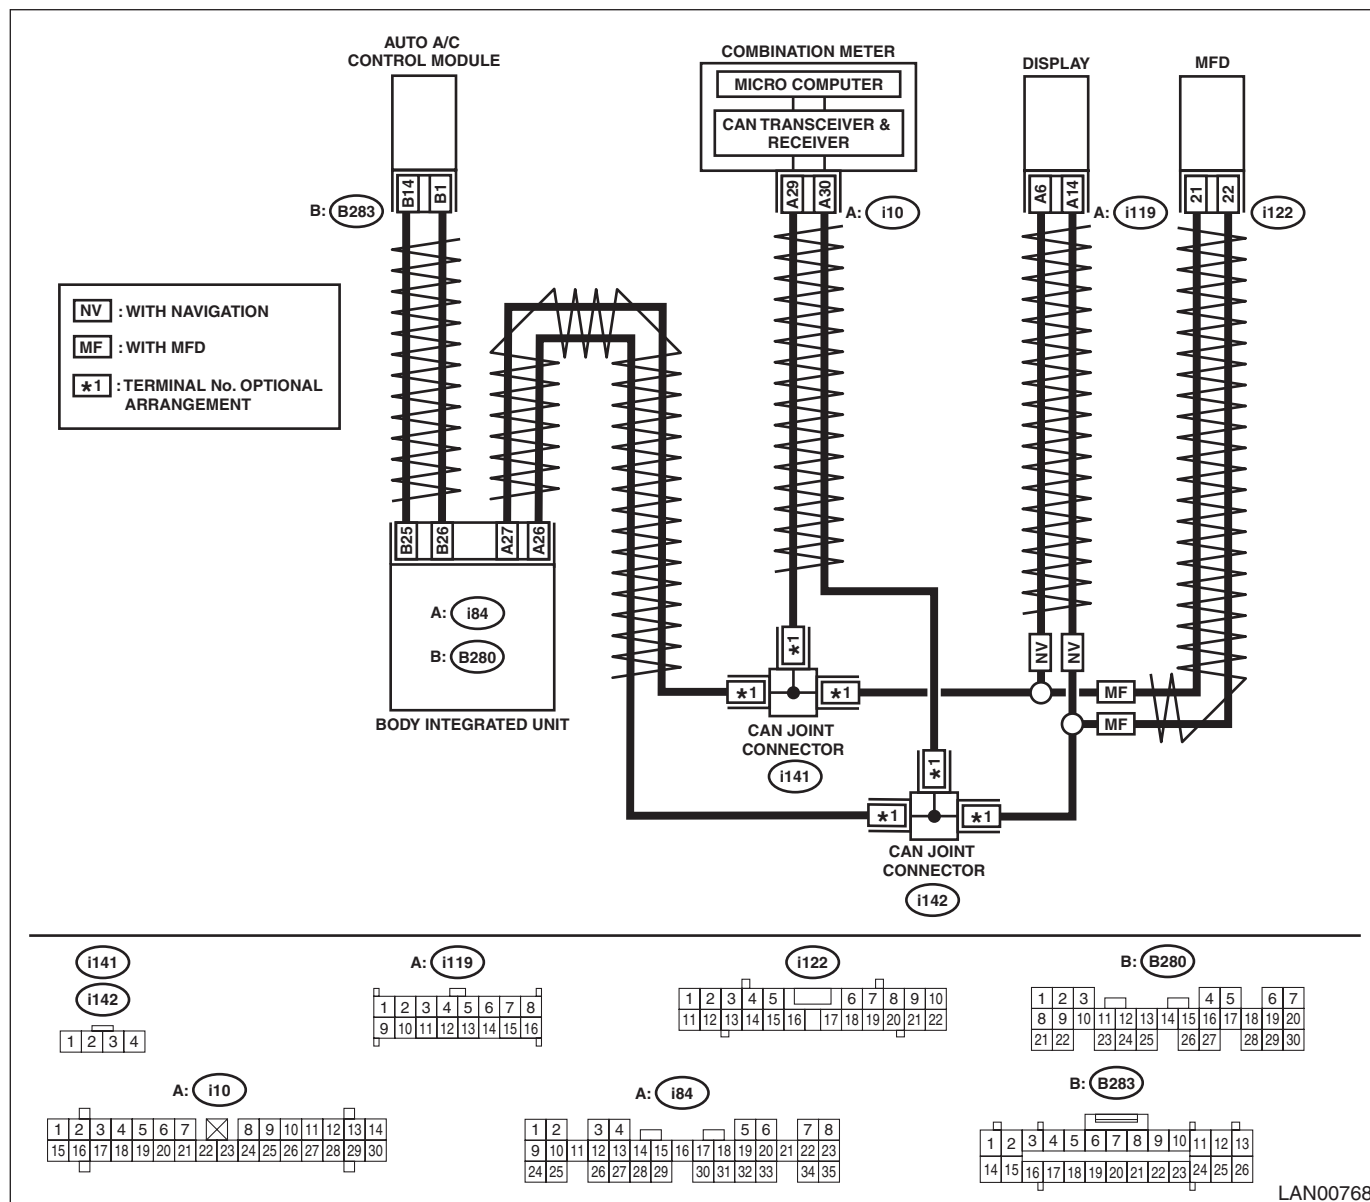 AUTO A/C
CONTROL MODULE
COMBINATION METER
MICRO COMPUTER
CAN TRANSCEIVER &
RECEIVER
DISPLAY
MFD
B14 B1
A29 A30
A6 A14
21 22
B: B283
A: i10
A: i119
i122
NV : WITH NAVIGATION
MF : WITH MFD
*1 : TERMINAL No. OPTIONAL
ARRANGEMENT
B25 B26 A27 A26
A: i84
B: B280
BODY INTEGRATED UNIT
*1
NV NV
*1 *1
MF
MF
CAN JOINT
CONNECTOR
i141
*1
*1 *1
CAN JOINT
CONNECTOR
i142
i141
i142
1 2 3 4
A: i119
1 2 3 4 5 6 7 8
9 10 11 12 13 14 15 16
i122
1 2 3 4 5 6 7 8 9 10
11 12 13 14 15 16 17 18 19 20 21 22
B: B280
1 2 3 4 5 6 7
8 9 10 11 12 13 14 15 16 17 18 19 20
21 22 23 24 25 26 27 28 29 30
A: i10
1 2 3 4 5 6 7 8 9 10 11 12 13 14
15 16 17 18 19 20 21 22 23 24 25 26 27 28 29 30
A: i84
1 2 3 4 5 6 7 8
9 10 11 12 13 14 15 16 17 18 19 20 21 22 23
24 25 26 27 28 29 30 31 32 33 34 35
B: B283
1 2 3 4 5 6 7 8 9 10 11 12 13
14 15 16 17 18 19 20 21 22 23 24 25 26
LAN00768